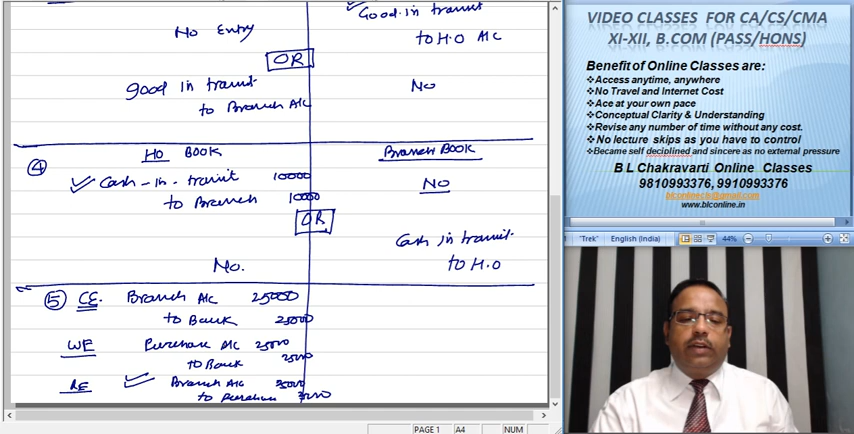 ✓ Good-in transit
to H.O A/C
No Entry
OR
good in transit
to Branch A/c
No
④ HO BOOK
Branch BOOK
✓ Cash-in-transit 10000
to Branch 10000
No
OR
Cash in transit
to H.O
No.
⑤ CE. Branch A/c 25000
to Bank 25000
WE Purchase A/c 25000
to Bank 25000
RE ✓ Branch A/c 25000
to purchase
PAGE 1 A4 NUM
VIDEO CLASSES FOR CA/CS/CMA
XI-XII, B.COM (PASS/HONS)
Benefit of Online Classes are:
❖Access anytime, anywhere
❖No Travel and Internet Cost
❖Ace at your own pace
❖Conceptual Clarity & Understanding
❖Revise any number of time without any cost.
❖No lecture skips as you have to control
❖Became self deciplined and sincere as no external pressure
B L Chakravarti Online Classes
9810993376, 9910993376
www.blconline.in
"Trek" English (India) 44%